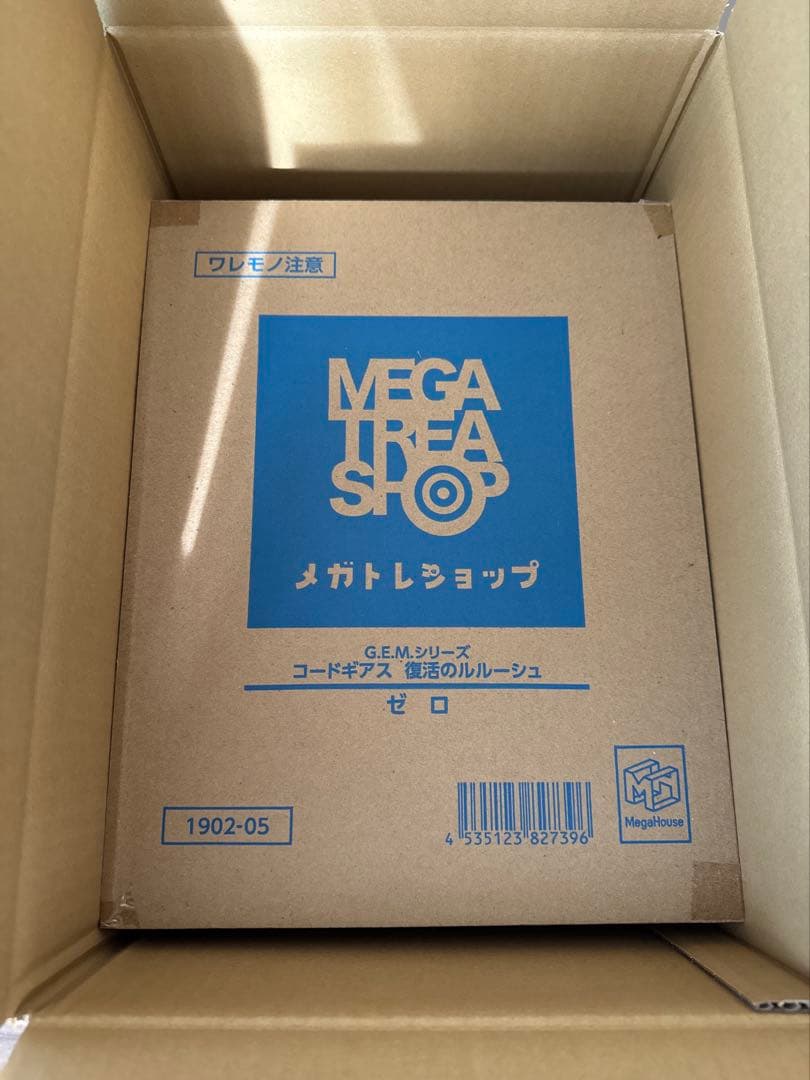 ワレモノ注意
MEGA
TREA
SHOP
メガトレショップ
G.E.M.シリーズ
コードギアス 復活のルルーシュ
ゼロ
1902-05
4 535123 827396
MegaHouse